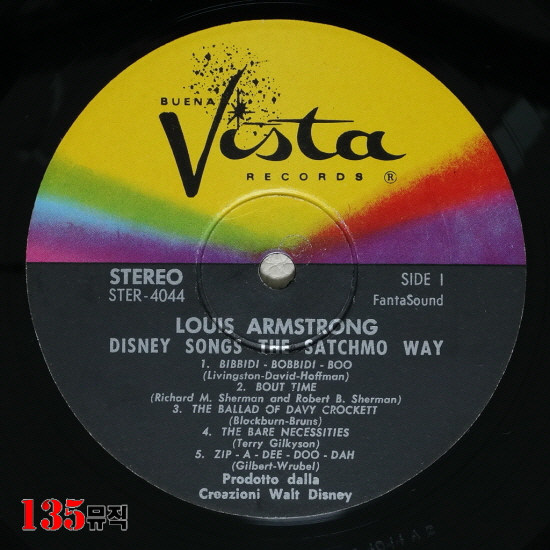 BUENA
Vista
RECORDS ®
STEREO
STER-4044
SIDE 1
FantaSound
LOUIS ARMSTRONG
DISNEY SONGS THE SATCHMO WAY
1. BIBBIDI - BOBBIDI - BOO
(Livingston-David-Hoffman)
2. BOUT TIME
(Richard M. Sherman and Robert B. Sherman)
3. THE BALLAD OF DAVY CROCKETT
(Blackburn-Bruns)
4. THE BARE NECESSITIES
(Terry Gilkyson)
5. ZIP - A - DEE - DOO - DAH
(Gilbert-Wrubel)
Prodotto dalla
Creazioni Walt Disney
135뮤직